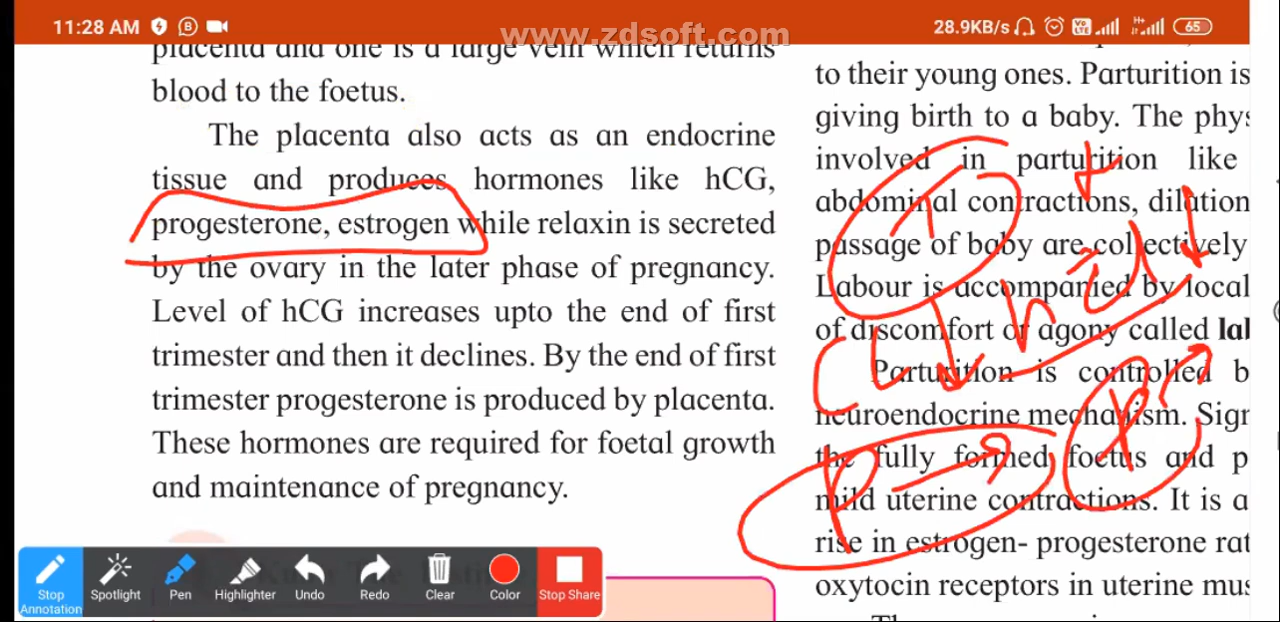 11:28 AM
www.zdsoft.com
28.9KB/s
65
placenta and one is a large vein which returns
blood to the foetus.
The placenta also acts as an endocrine
tissue and produces hormones like hCG,
progesterone, estrogen while relaxin is secreted
by the ovary in the later phase of pregnancy.
Level of hCG increases upto the end of first
trimester and then it declines. By the end of first
trimester progesterone is produced by placenta.
These hormones are required for foetal growth
and maintenance of pregnancy.
to their young ones. Parturition is
giving birth to a baby. The phys
involved in parturition like
abdominal contractions, dilation
passage of baby are collectively
Labour is accompanied by local
of discomfort or agony called lal
Parturition is controlled b
neuroendocrine mechanism. Sign
the fully formed foetus and p
mild uterine contractions. It is a
rise in estrogen- progesterone rat
oxytocin receptors in uterine mus
Stop Annotation
Spotlight
Pen
Highlighter
Undo
Redo
Clear
Color
Stop Share